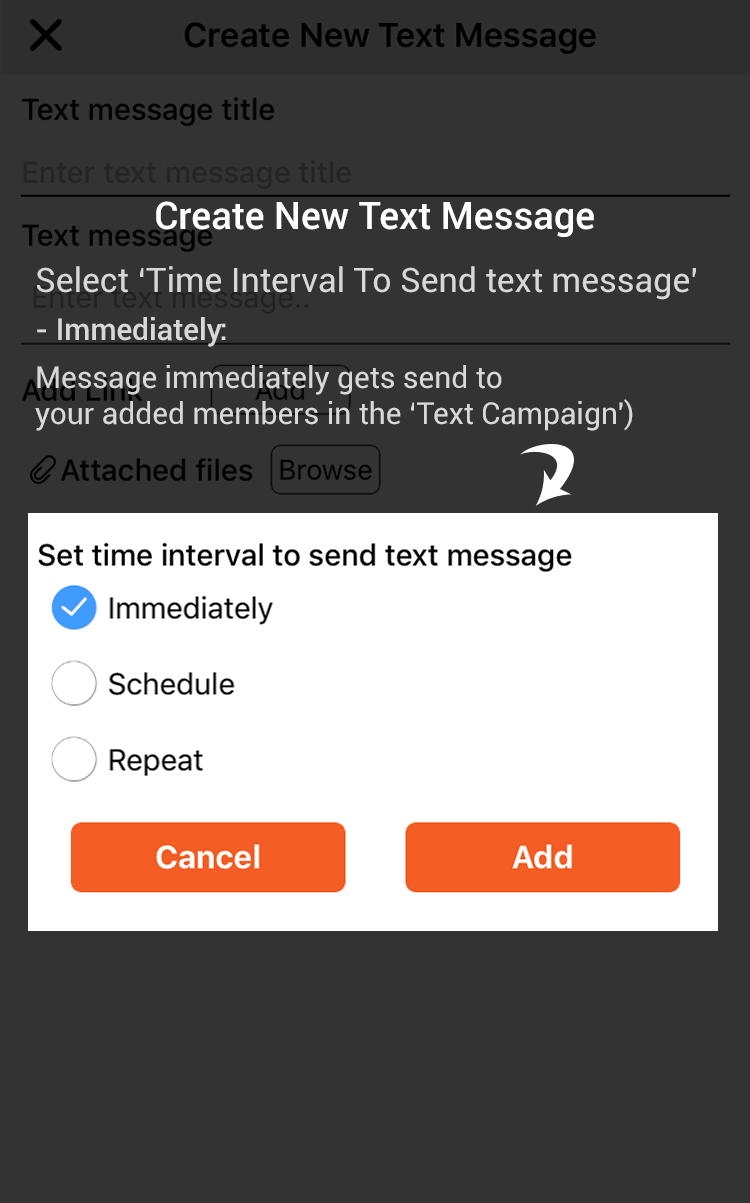 Create New Text Message
Text message title
Enter text message title
Create New Text Message
Text message
Select ‘Time Interval To Send text message’
Enter text message..
- Immediately:
Message immediately gets send to
Add Link Add
your added members in the ‘Text Campaign’)
Attached files Browse
Set time interval to send text message
Immediately
Schedule
Repeat
Cancel Add